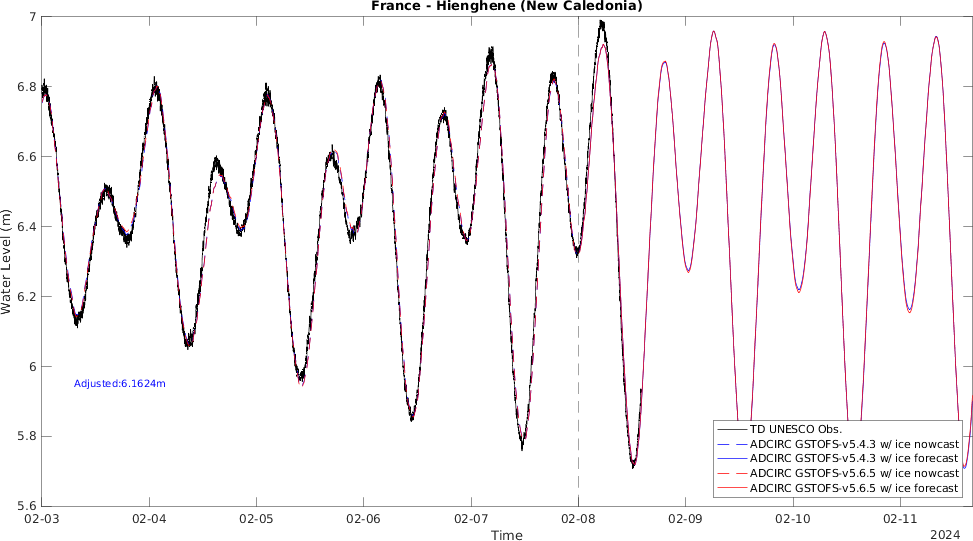 France - Hienghene (New Caledonia)
7
6.8
6.6
6.4
6.2
6
5.8
5.6
Water Level (m)
Adjusted:6.1624m
TD UNESCO Obs.
ADCIRC GSTOFS-v5.4.3 w/ ice nowcast
ADCIRC GSTOFS-v5.4.3 w/ ice forecast
ADCIRC GSTOFS-v5.6.5 w/ ice nowcast
ADCIRC GSTOFS-v5.6.5 w/ ice forecast
02-03 02-04 02-05 02-06 02-07 02-08 02-09 02-10 02-11
Time
2024